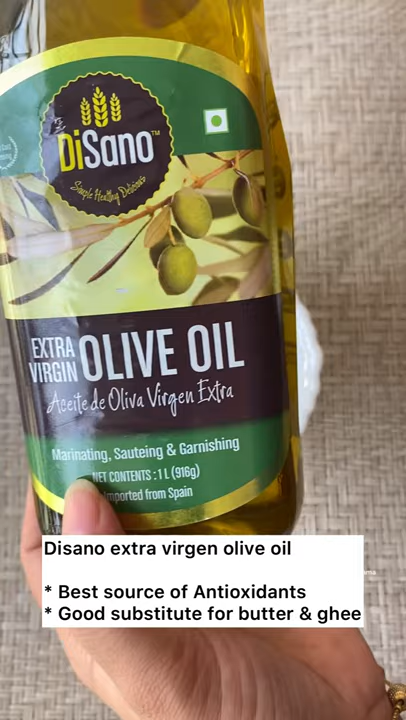 DiSano™
Simple Healthy Delicious
EXTRA
VIRGIN
OLIVE OIL
Aceite de Oliva Virgen Extra
Marinating, Sauteing & Garnishing
NET CONTENTS : 1 L (916g)
Imported from Spain
Disano extra virgen olive oil
* Best source of Antioxidants
* Good substitute for butter & ghee